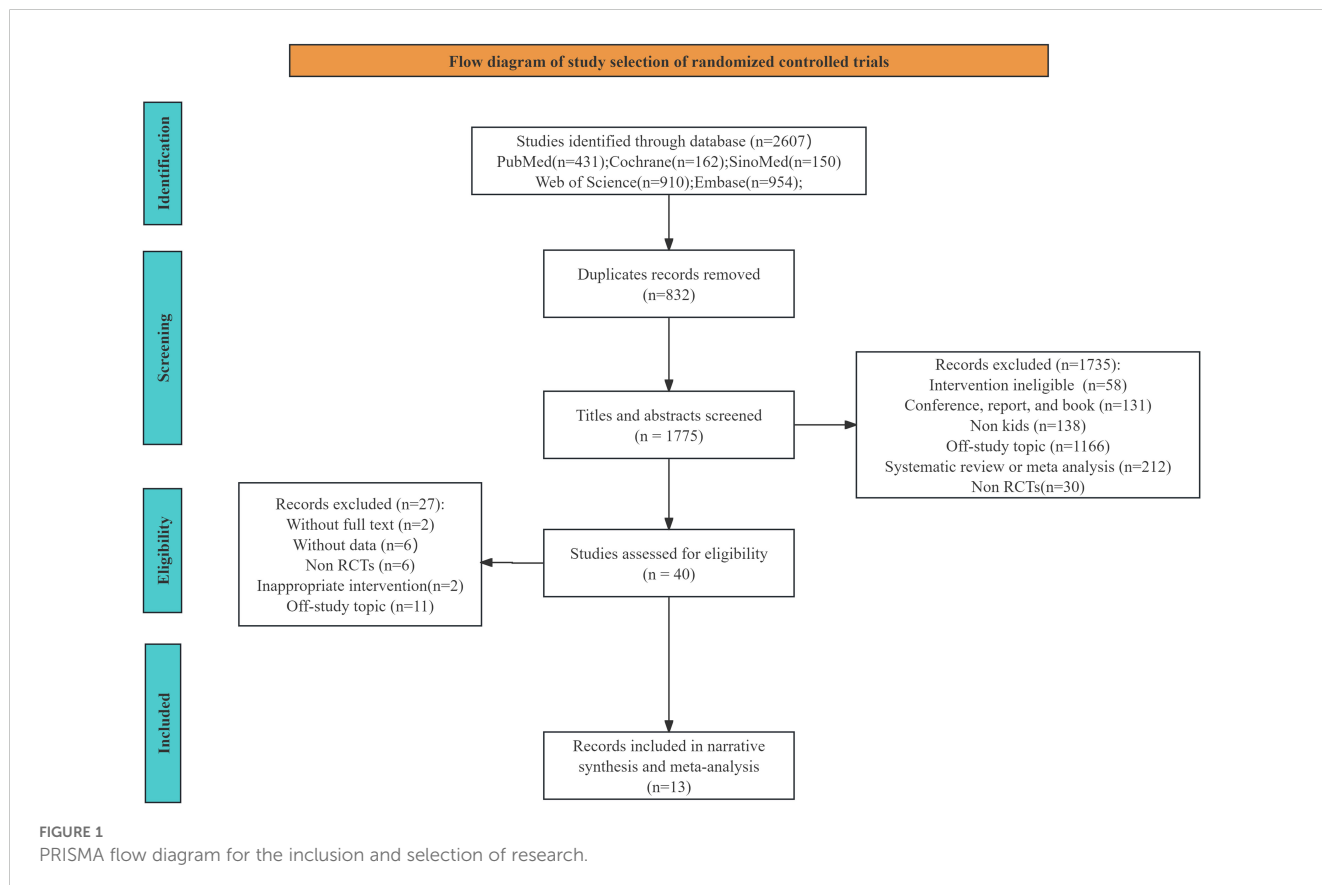 Flow diagram of study selection of randomized controlled trials
Identification
Studies identified through database (n=2607)
PubMed(n=431);Cochrane(n=162);SinoMed(n=150)
Web of Science(n=910);Embase(n=954);
Screening
Duplicates records removed
(n=832)
Titles and abstracts screened
(n = 1775)
Records excluded (n=1735):
Intervention ineligible (n=58)
Conference, report, and book (n=131)
Non kids (n=138)
Off-study topic (n=1166)
Systematic review or meta analysis (n=212)
Non RCTs(n=30)
Eligibility
Records excluded (n=27):
Without full text (n=2)
Without data (n=6)
Non RCTs (n=6)
Inappropriate intervention(n=2)
Off-study topic (n=11)
Studies assessed for eligibility
(n = 40)
Included
Records included in narrative
synthesis and meta-analysis
(n=13)
FIGURE 1
PRISMA flow diagram for the inclusion and selection of research.